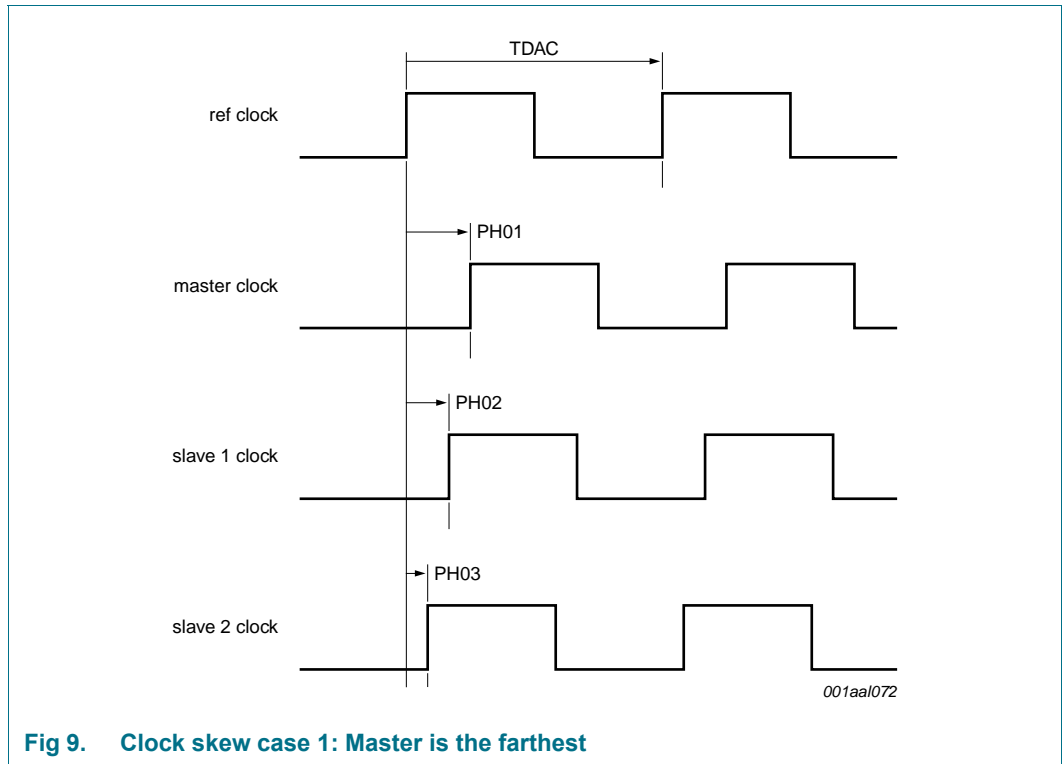 TDAC
ref clock
PH01
master clock
PH02
slave 1 clock
PH03
slave 2 clock
001aal072
Fig 9. Clock skew case 1: Master is the farthest